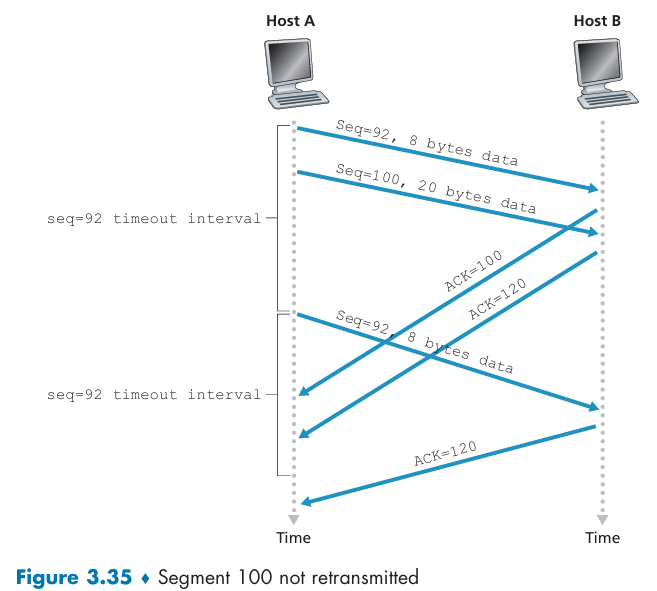 Host A
Host B
Seq=92, 8 bytes data
Seq=100, 20 bytes data
seq=92 timeout interval
ACK=100
ACK=120
Seq=92, 8 bytes data
seq=92 timeout interval
ACK=120
Time
Time
Figure 3.35 ♦ Segment 100 not retransmitted